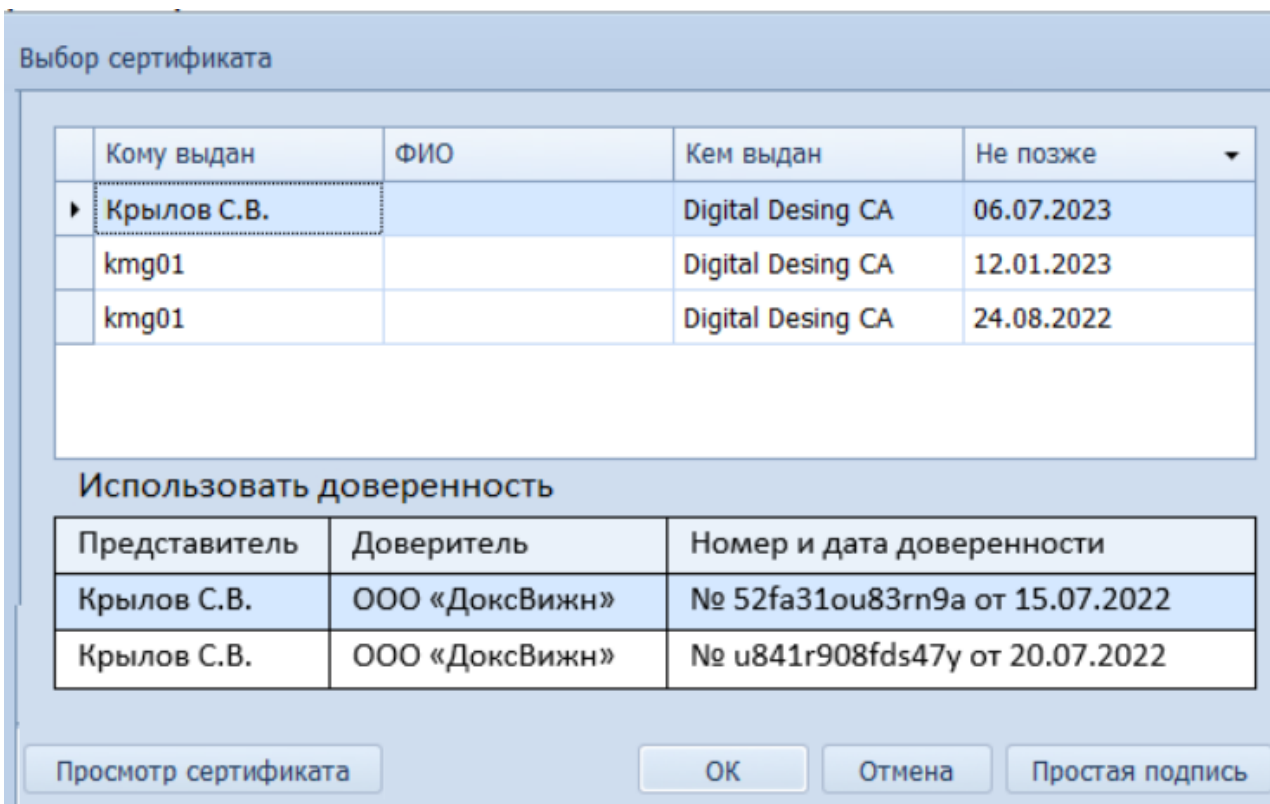 Выбор сертификата
Кому выдан ФИО Кем выдан Не позже
Крылов С.В. Digital Desing CA 06.07.2023
kmg01 Digital Desing CA 12.01.2023
kmg01 Digital Desing CA 24.08.2022
Использовать доверенность
Представитель Доверитель Номер и дата доверенности
Крылов С.В. ООО «ДоксВижн» № 52fa31ou83rn9a от 15.07.2022
Крылов С.В. ООО «ДоксВижн» № u841r908fds47y от 20.07.2022
Просмотр сертификата ОК Отмена Простая подпись